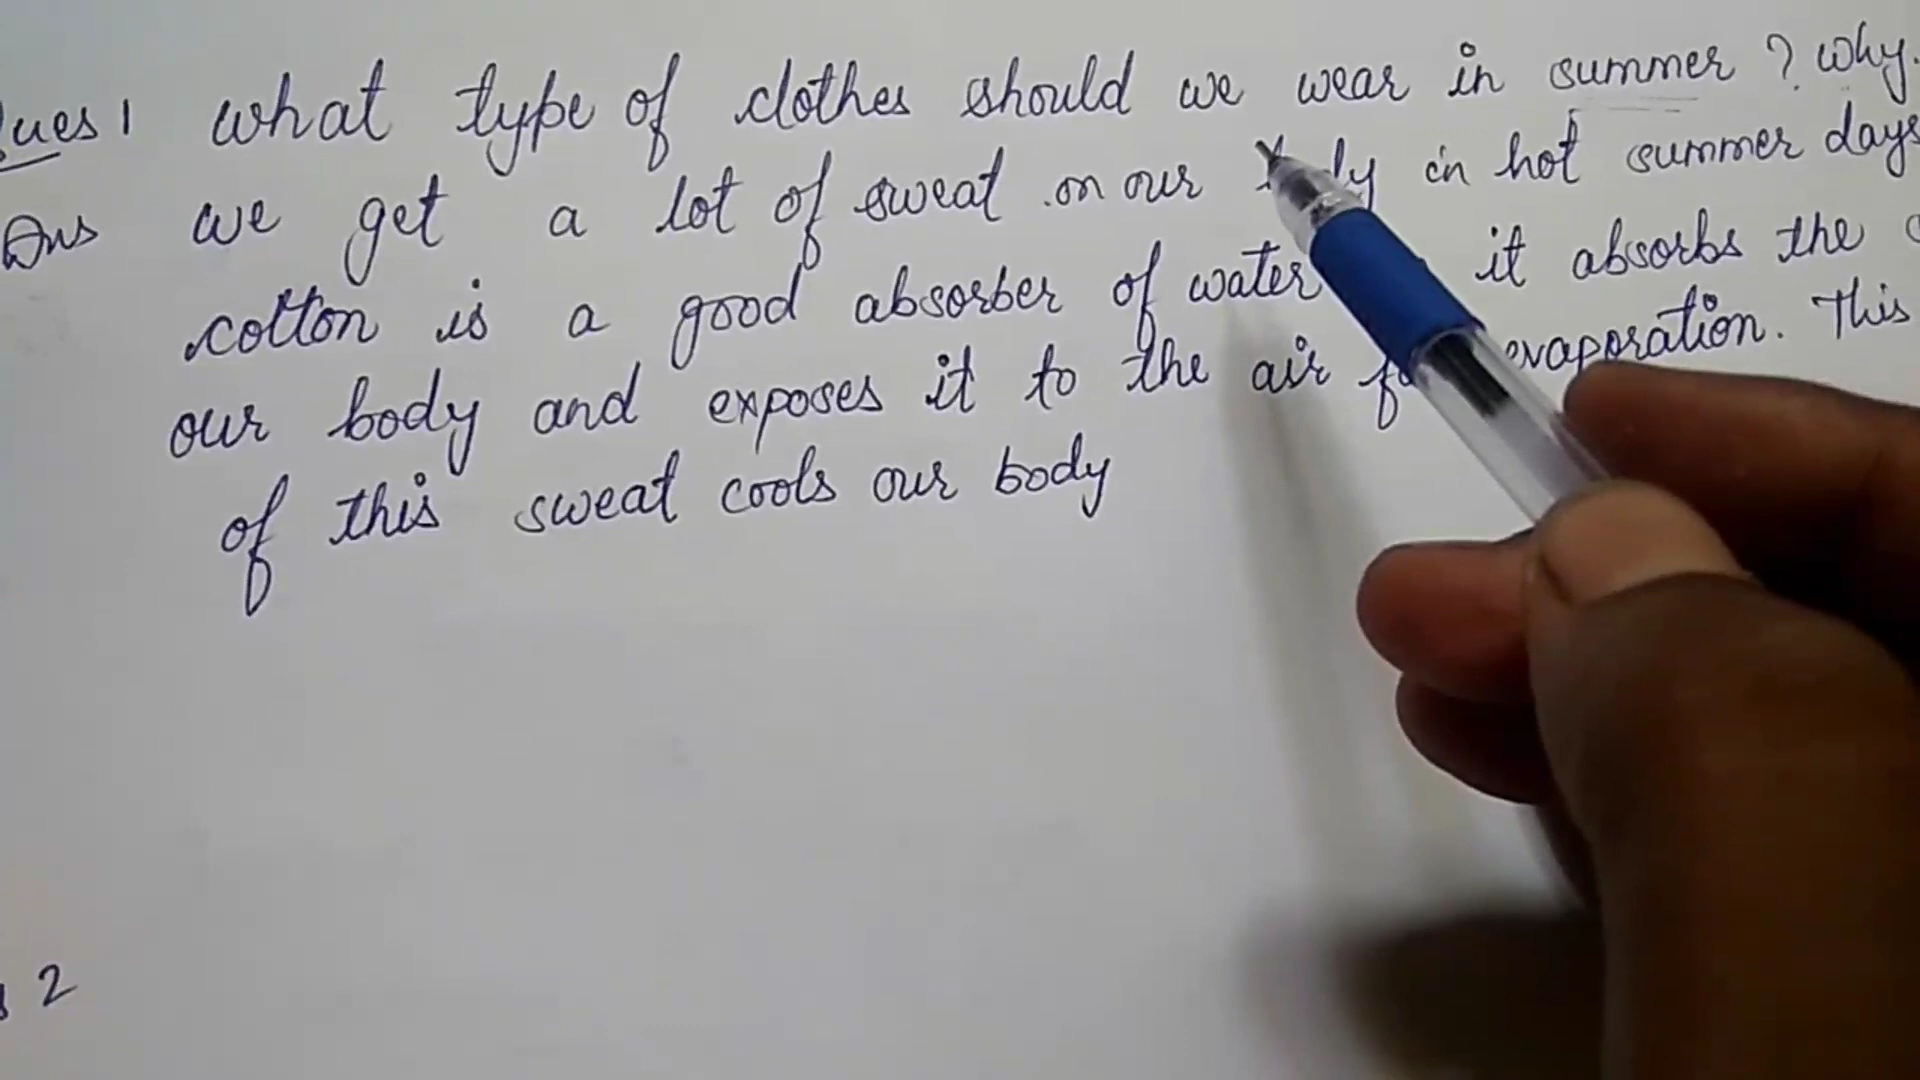 Ques 1 what type of clothes should we wear in summer ? why.
Ans we get a lot of sweat on our body in hot summer days
cotton is a good absorber of water it absorbs the
our body and exposes it to the air evaporation. This
of this sweat cools our body
2